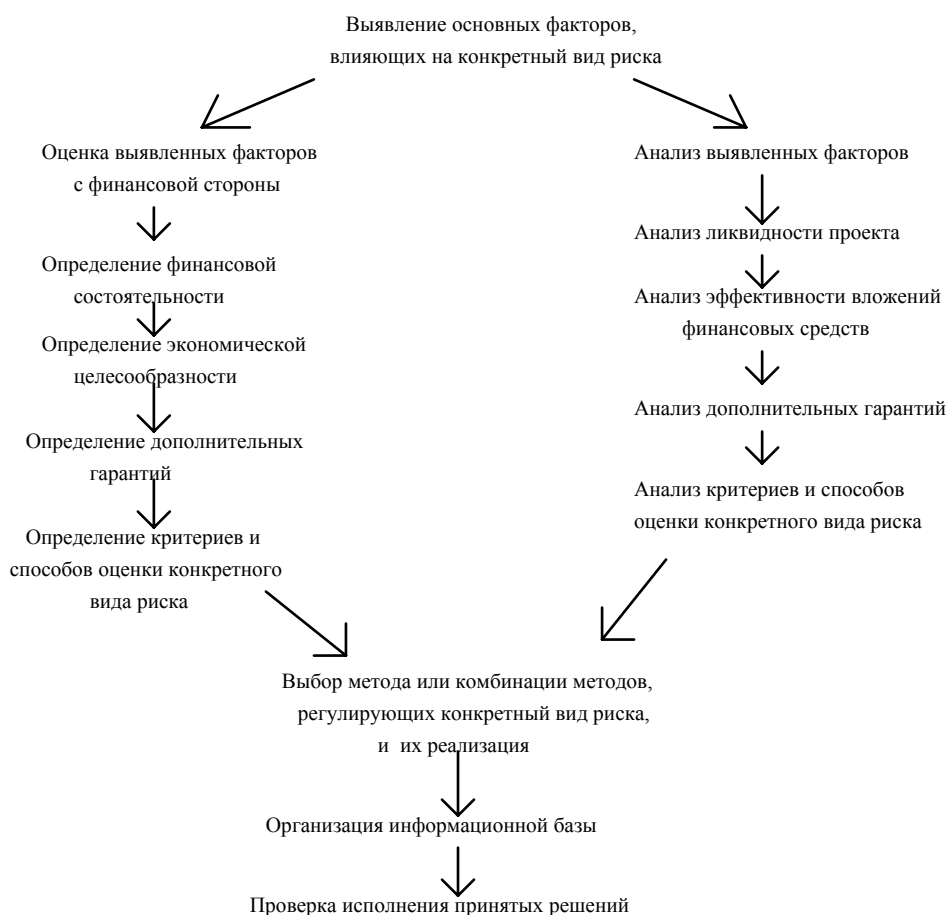 Выявление основных факторов,
влияющих на конкретный вид риска
Оценка выявленных факторов
с финансовой стороны
Определение финансовой
состоятельности
Определение экономической
целесообразности
Определение дополнительных
гарантий
Определение критериев и
способов оценки конкретного
вида риска
Анализ выявленных факторов
Анализ ликвидности проекта
Анализ эффективности вложений
финансовых средств
Анализ дополнительных гарантий
Анализ критериев и способов
оценки конкретного вида риска
Выбор метода или комбинации методов,
регулирующих конкретный вид риска,
и их реализация
Организация информационной базы
Проверка исполнения принятых решений